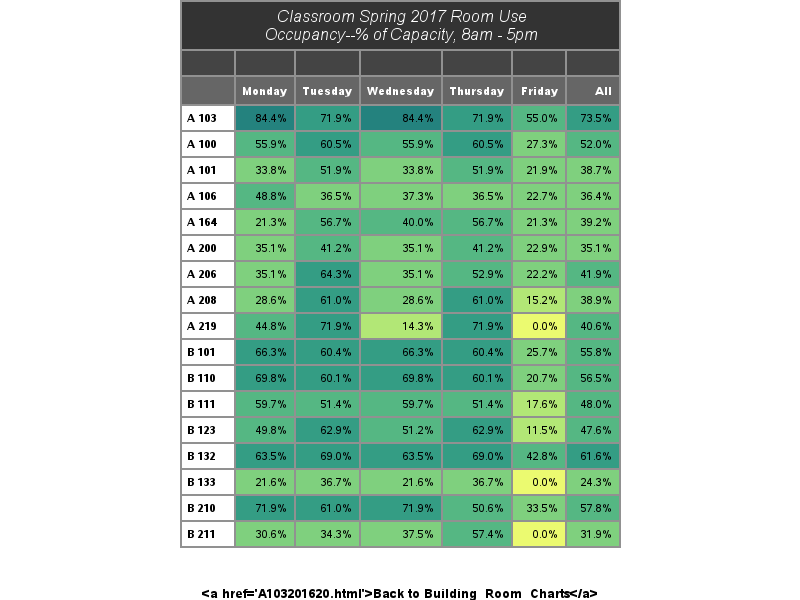 Classroom Spring 2017 Room Use
Occupancy--% of Capacity, 8am - 5pm
Monday Tuesday Wednesday Thursday Friday All
A 103 84.4% 71.9% 84.4% 71.9% 55.0% 73.5%
A 100 55.9% 60.5% 55.9% 60.5% 27.3% 52.0%
A 101 33.8% 51.9% 33.8% 51.9% 21.9% 38.7%
A 106 48.8% 36.5% 37.3% 36.5% 22.7% 36.4%
A 164 21.3% 56.7% 40.0% 56.7% 21.3% 39.2%
A 200 35.1% 41.2% 35.1% 41.2% 22.9% 35.1%
A 206 35.1% 64.3% 35.1% 52.9% 22.2% 41.9%
A 208 28.6% 61.0% 28.6% 61.0% 15.2% 38.9%
A 219 44.8% 71.9% 14.3% 71.9% 0.0% 40.6%
B 101 66.3% 60.4% 66.3% 60.4% 25.7% 55.8%
B 110 69.8% 60.1% 69.8% 60.1% 20.7% 56.5%
B 111 59.7% 51.4% 59.7% 51.4% 17.6% 48.0%
B 123 49.8% 62.9% 51.2% 62.9% 11.5% 47.6%
B 132 63.5% 69.0% 63.5% 69.0% 42.8% 61.6%
B 133 21.6% 36.7% 21.6% 36.7% 0.0% 24.3%
B 210 71.9% 61.0% 71.9% 50.6% 33.5% 57.8%
B 211 30.6% 34.3% 37.5% 57.4% 0.0% 31.9%
<a href='A103201620.html'>Back to Building_Room_Charts</a>